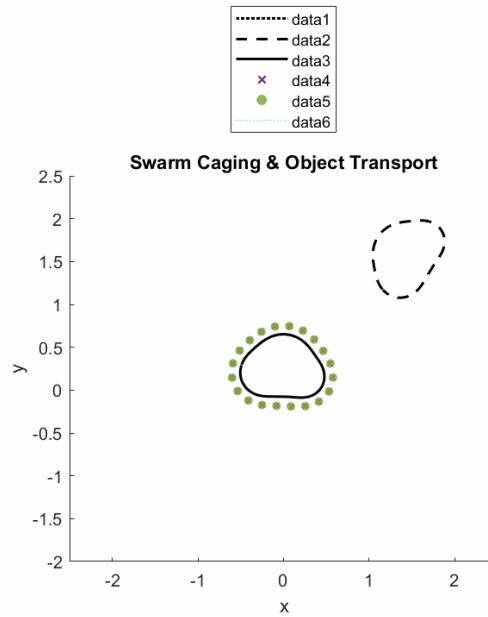 data1
data2
data3
data4
data5
data6
Swarm Caging & Object Transport
2.5
2
1.5
1
0.5
0
-0.5
-1
-1.5
-2
y
-2
-1
0
1
2
x